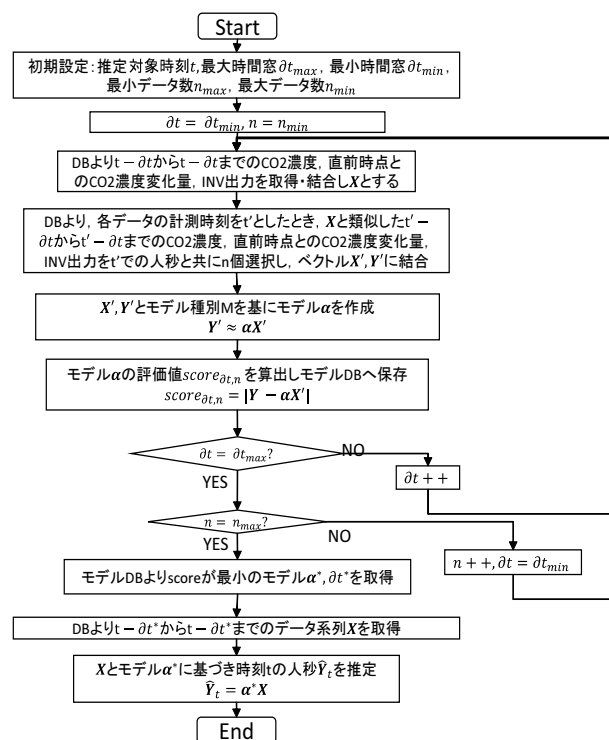 Start
初期設定：推定対象時刻t,最大時間窓∂t_max，最小時間窓∂t_min，
最小データ数n_max，最大データ数n_min
∂t = ∂t_min, n = n_min
DBよりt − ∂tからt − ∂tまでのCO2濃度，直前時点と
のCO2濃度変化量，INV出力を取得・結合しXとする
DBより，各データの計測時刻をt'としたとき，Xと類似したt' −
∂tからt' − ∂tまでのCO2濃度，直前時点とのCO2濃度変化量，
INV出力をt'での人秒と共にn個選択し，ベクトルX', Y'に結合
X', Y'とモデル種別Mを基にモデルαを作成
Y' ≈ αX'
モデルαの評価値score_∂t,nを算出しモデルDBへ保存
score_∂t,n = |Y − αX'|
∂t = ∂t_max?
NO
YES
∂t ++
n = n_max?
NO
YES
n ++, ∂t = ∂t_min
モデルDBよりscoreが最小のモデルα*, ∂t*を取得
DBよりt − ∂t*からt − ∂t*までのデータ系列Xを取得
Xとモデルα*に基づき時刻tの人秒Ŷ_tを推定
Ŷ_t = α*X
End